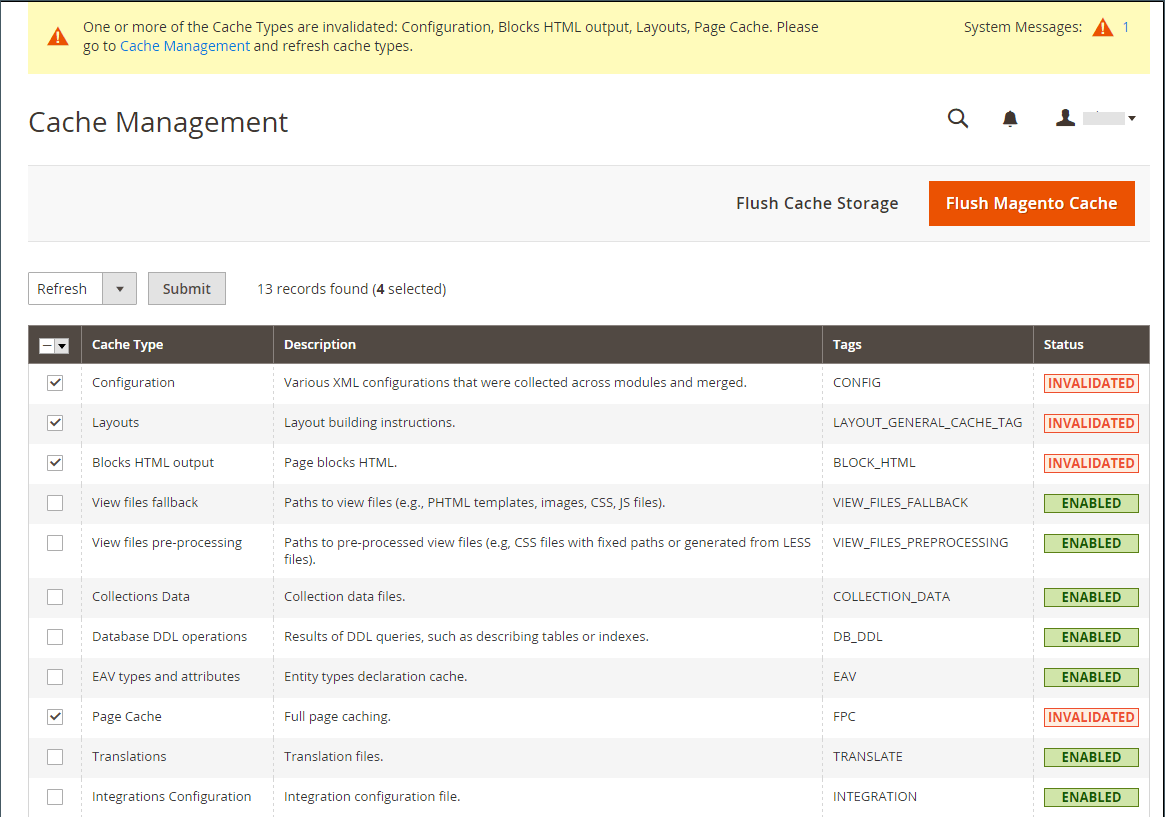 One or more of the Cache Types are invalidated: Configuration, Blocks HTML output, Layouts, Page Cache. Please
go to Cache Management and refresh cache types.
System Messages: 1
Cache Management
Flush Cache Storage
Flush Magento Cache
Refresh
Submit
13 records found (4 selected)
Cache Type Description Tags Status
Configuration Various XML configurations that were collected across modules and merged. CONFIG INVALIDATED
Layouts Layout building instructions. LAYOUT_GENERAL_CACHE_TAG INVALIDATED
Blocks HTML output Page blocks HTML. BLOCK_HTML INVALIDATED
View files fallback Paths to view files (e.g., PHTML templates, images, CSS, JS files). VIEW_FILES_FALLBACK ENABLED
View files pre-processing Paths to pre-processed view files (e.g, CSS files with fixed paths or generated from LESS VIEW_FILES_PREPROCESSING ENABLED
files).
Collections Data Collection data files. COLLECTION_DATA ENABLED
Database DDL operations Results of DDL queries, such as describing tables or indexes. DB_DDL ENABLED
EAV types and attributes Entity types declaration cache. EAV ENABLED
Page Cache Full page caching. FPC INVALIDATED
Translations Translation files. TRANSLATE ENABLED
Integrations Configuration Integration configuration file. INTEGRATION ENABLED